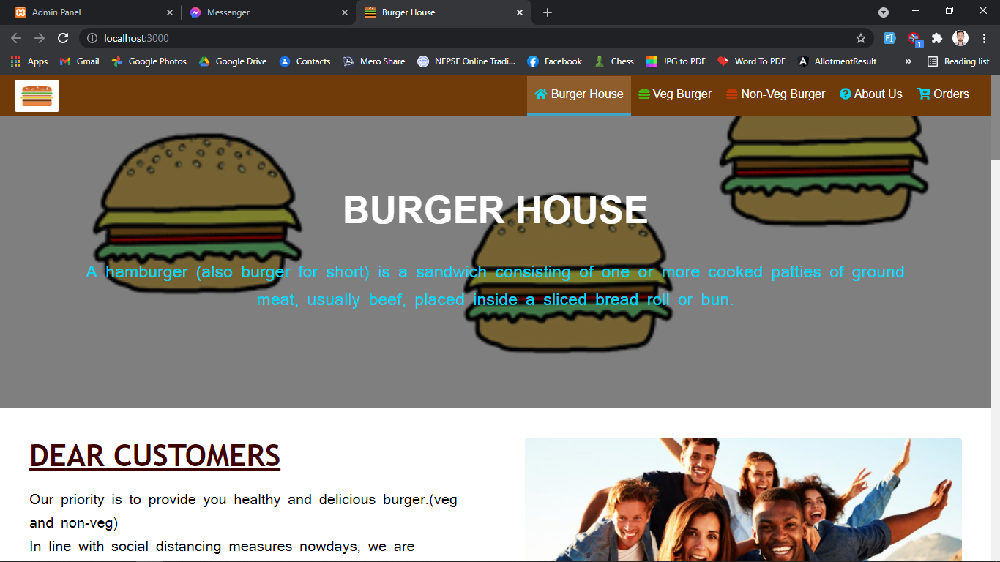 Admin Panel
Messenger
Burger House
localhost:3000
Apps
Gmail
Google Photos
Google Drive
Contacts
Mero Share
NEPSE Online Tradi...
Facebook
Chess
JPG to PDF
Word To PDF
AllotmentResult
»
Reading list
1
Burger House
Veg Burger
Non-Veg Burger
About Us
Orders
BURGER HOUSE
A hamburger (also burger for short) is a sandwich consisting of one or more cooked patties of ground
meat, usually beef, placed inside a sliced bread roll or bun.
DEAR CUSTOMERS
Our priority is to provide you healthy and delicious burger.(veg
and non-veg)
In line with social distancing measures nowdays, we are